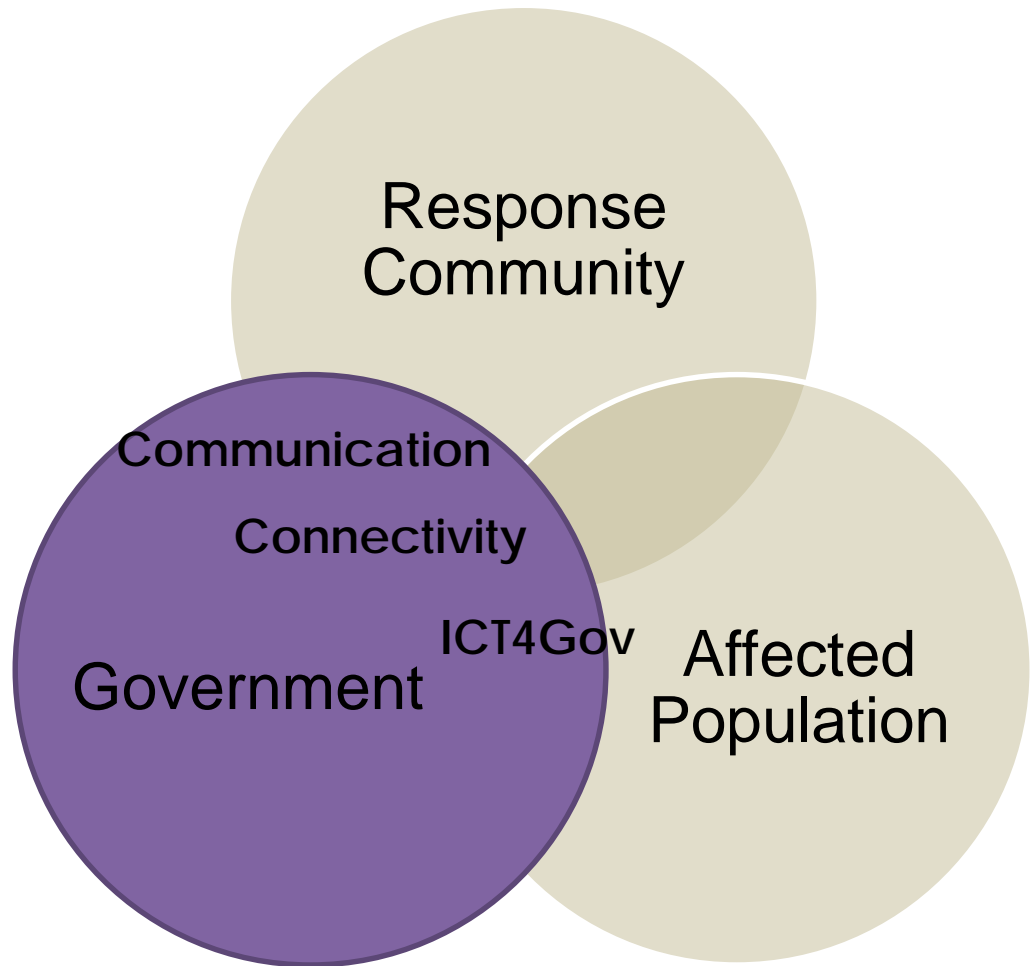 Response
Community
Communication
Connectivity
ICT4Gov
Government
Affected
Population